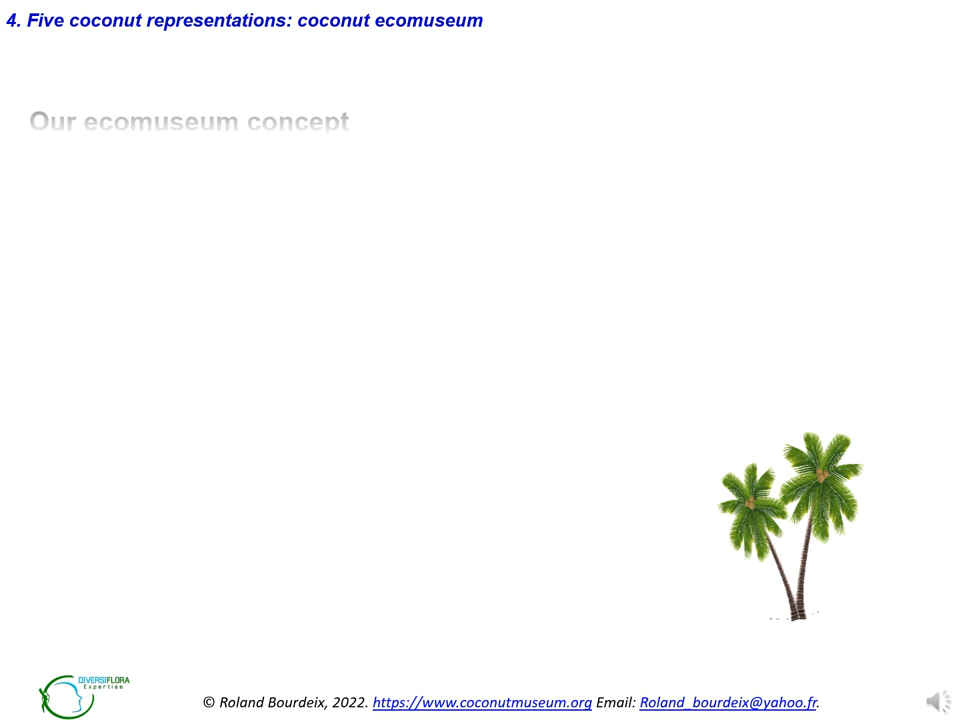 4. Five coconut representations: coconut ecomuseum
Our ecomuseum concept
DIVERSIFLORA
Expertise
© Roland Bourdeix, 2022. https://www.coconutmuseum.org Email: Roland_bourdeix@yahoo.fr.